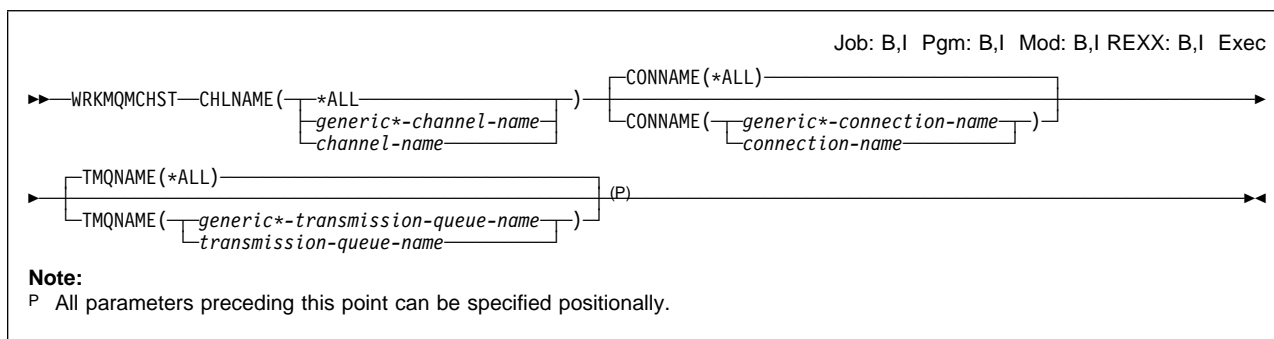 Job: B,I Pgm: B,I Mod: B,I REXX: B,I Exec
CONNAME(*ALL)
WRKMQMCHST CHLNAME( *ALL )
generic*-channel-name CONNAME( generic*-connection-name )
channel-name connection-name
TMQNAME(*ALL)
(P)
TMQNAME( generic*-transmission-queue-name )
transmission-queue-name
Note:
P All parameters preceding this point can be specified positionally.